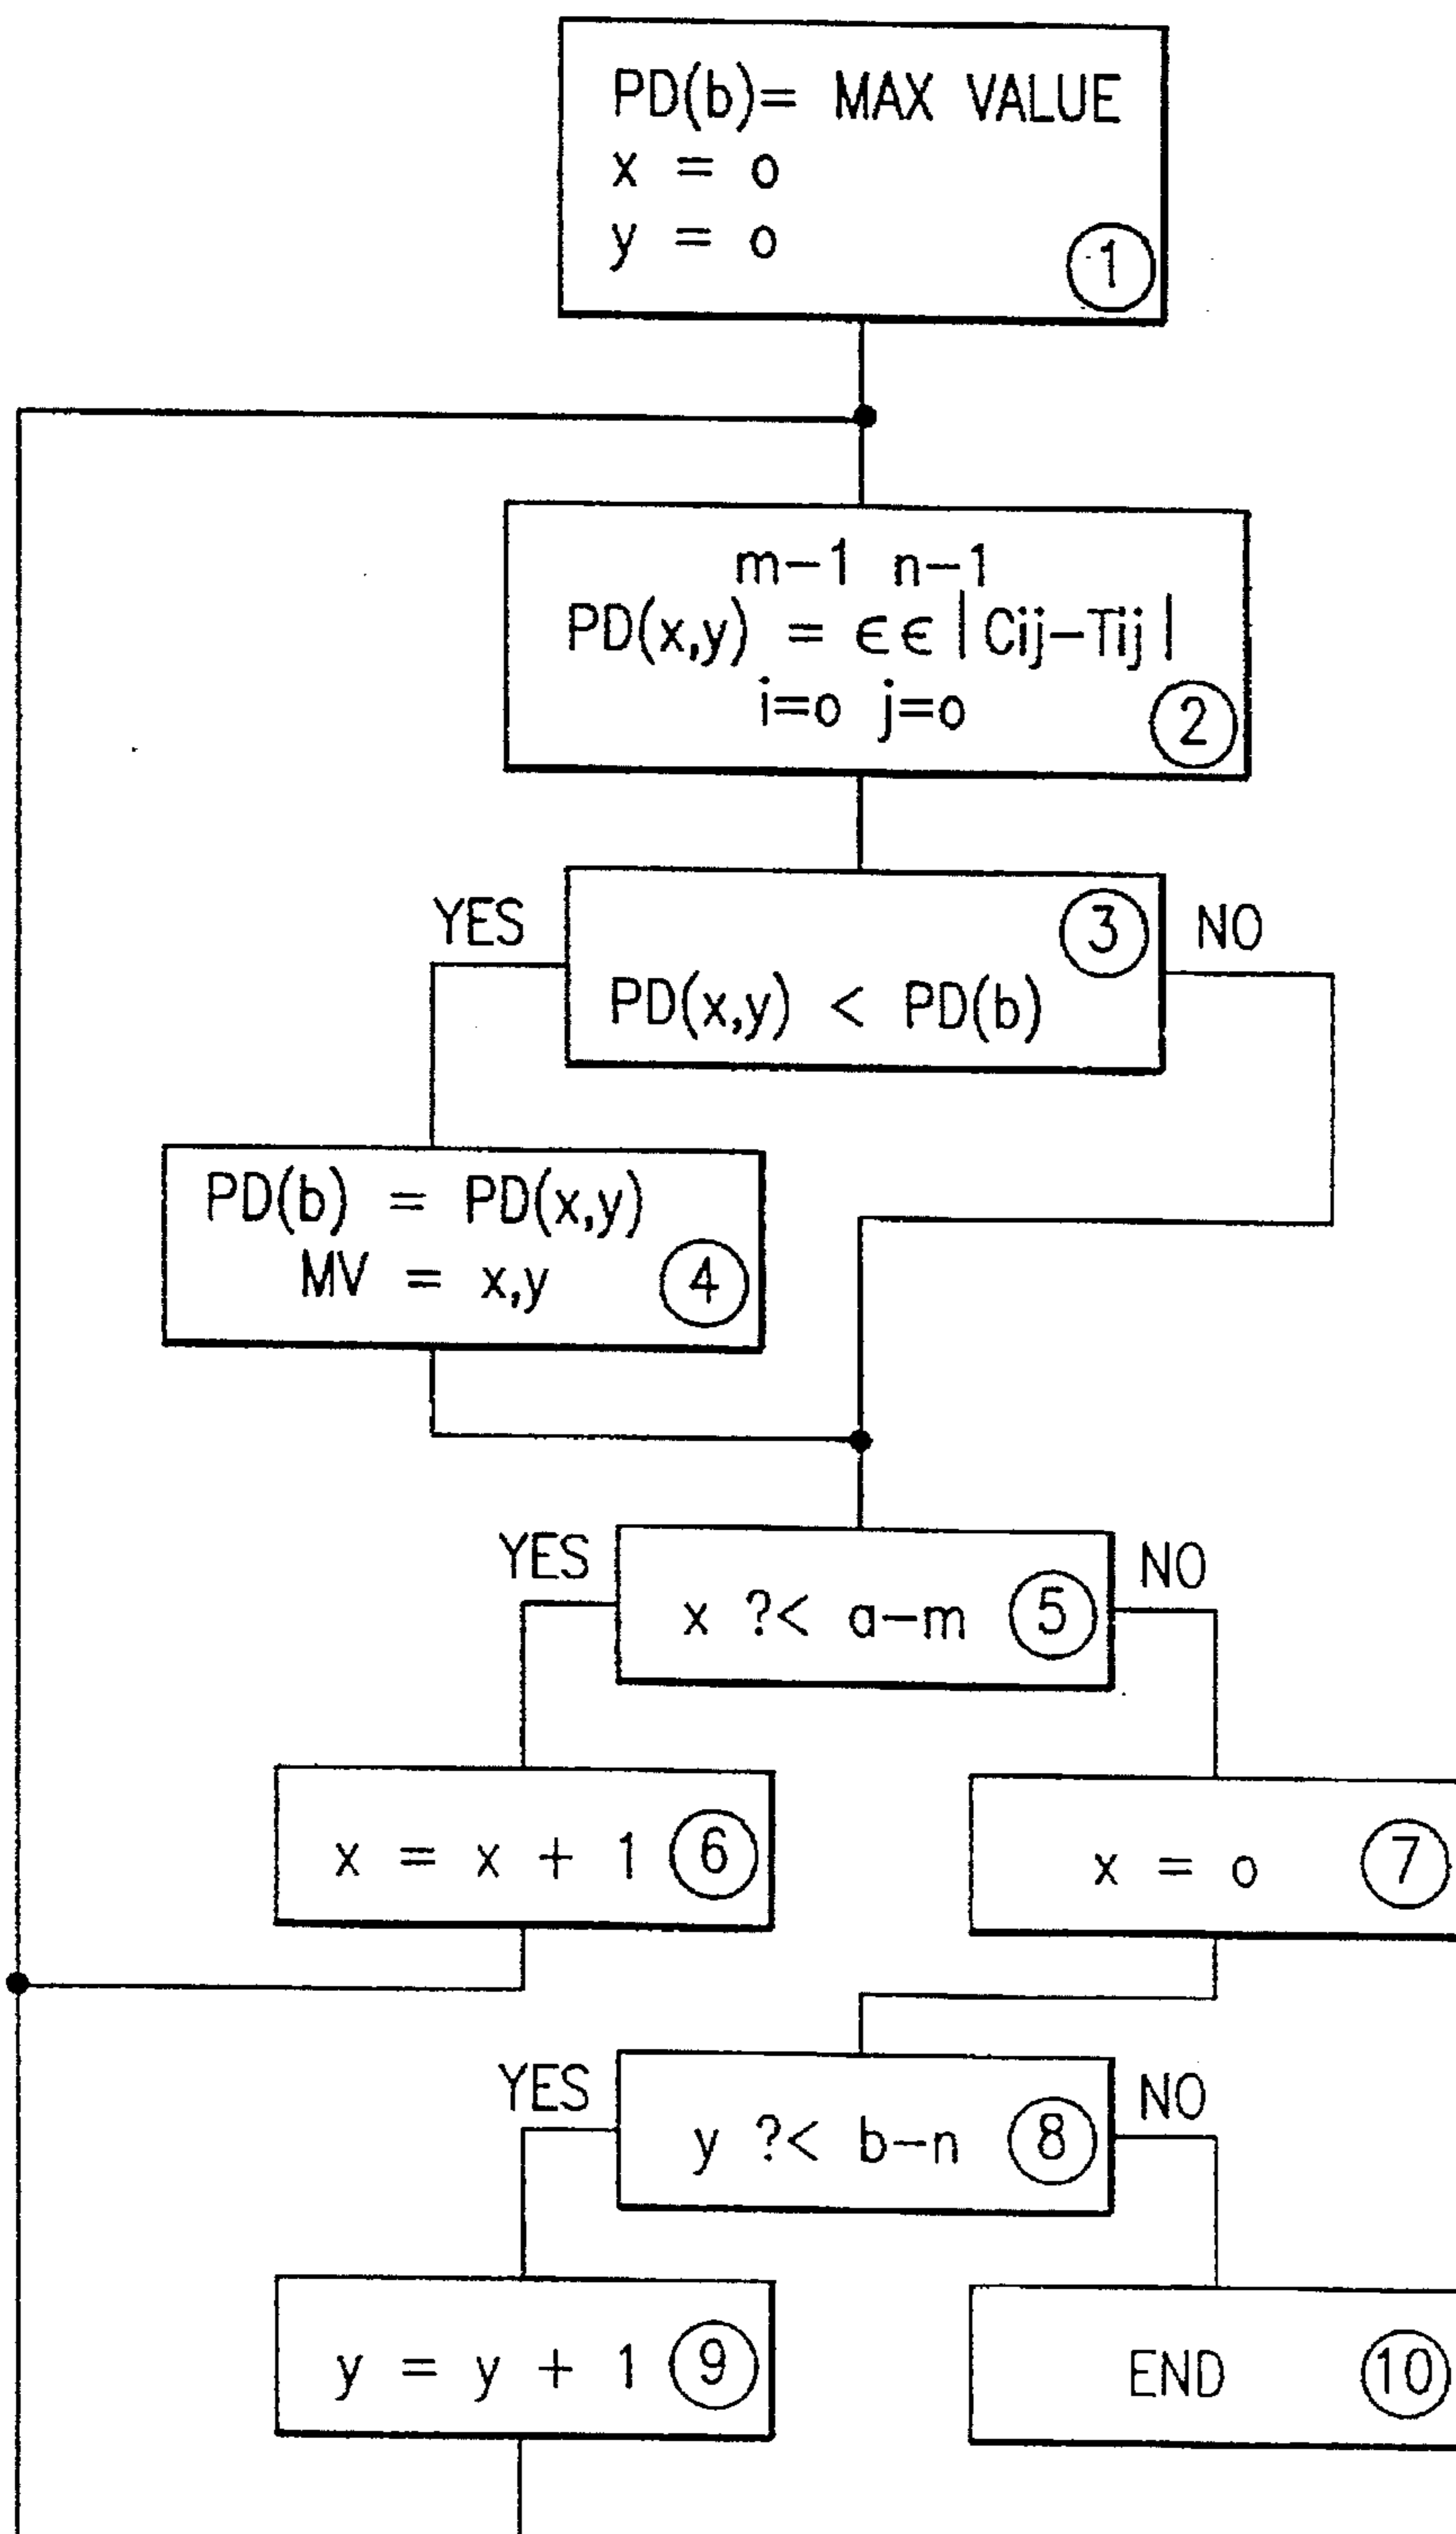 PD(b)= MAX VALUE
x = o
y = o
1
m-1 n-1
PD(x,y) = ϵϵ|Cij-Tij|
i=o j=o
2
3
YES
NO
PD(x,y) < PD(b)
PD(b) = PD(x,y)
MV = x,y
4
YES
NO
x ?< a-m 5
x = x + 1 6
x = o 7
YES
NO
y ?< b-n 8
y = y + 1 9
END 10